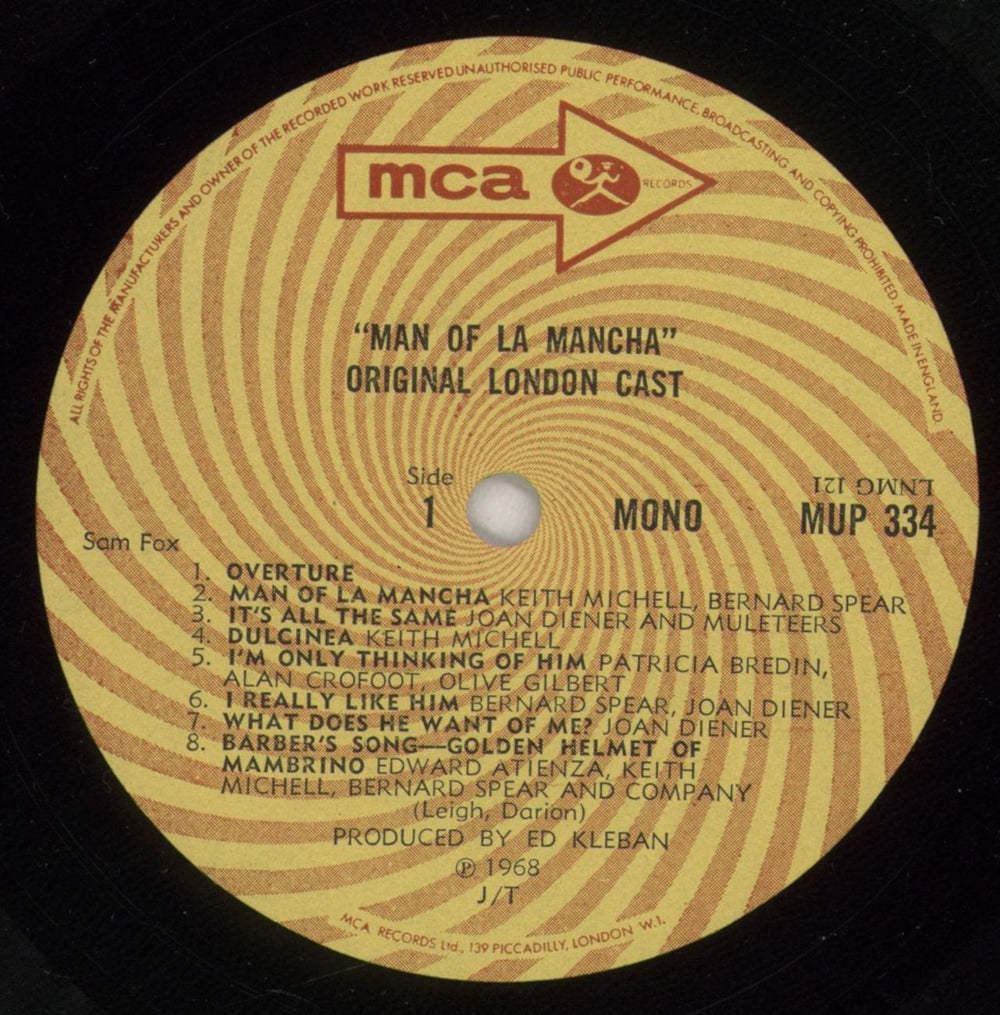 ALL RIGHTS OF THE MANUFACTURERS AND OWNER OF THE RECORDED WORK RESERVED UNAUTHORISED PUBLIC PERFORMANCE, BROADCASTING AND COPYING PROHIBITED. MADE IN ENGLAND.
mca RECORDS
“MAN OF LA MANCHA”
ORIGINAL LONDON CAST
Side
1
MONO
LNMG 121
MUP 334
Sam Fox
1. OVERTURE
2. MAN OF LA MANCHA KEITH MICHELL, BERNARD SPEAR
3. IT'S ALL THE SAME JOAN DIENER AND MULETEERS
4. DULCINEA KEITH MICHELL
5. I'M ONLY THINKING OF HIM PATRICIA BREDIN,
ALAN CROFOOT, OLIVE GILBERT
6. I REALLY LIKE HIM BERNARD SPEAR, JOAN DIENER
7. WHAT DOES HE WANT OF ME? JOAN DIENER
8. BARBER'S SONG—GOLDEN HELMET OF
MAMBRINO EDWARD ATIENZA, KEITH
MICHELL, BERNARD SPEAR AND COMPANY
(Leigh, Darion)
PRODUCED BY ED KLEBAN
℗ 1968
J/T
MCA RECORDS Ltd., 139 PICCADILLY, LONDON W.1.